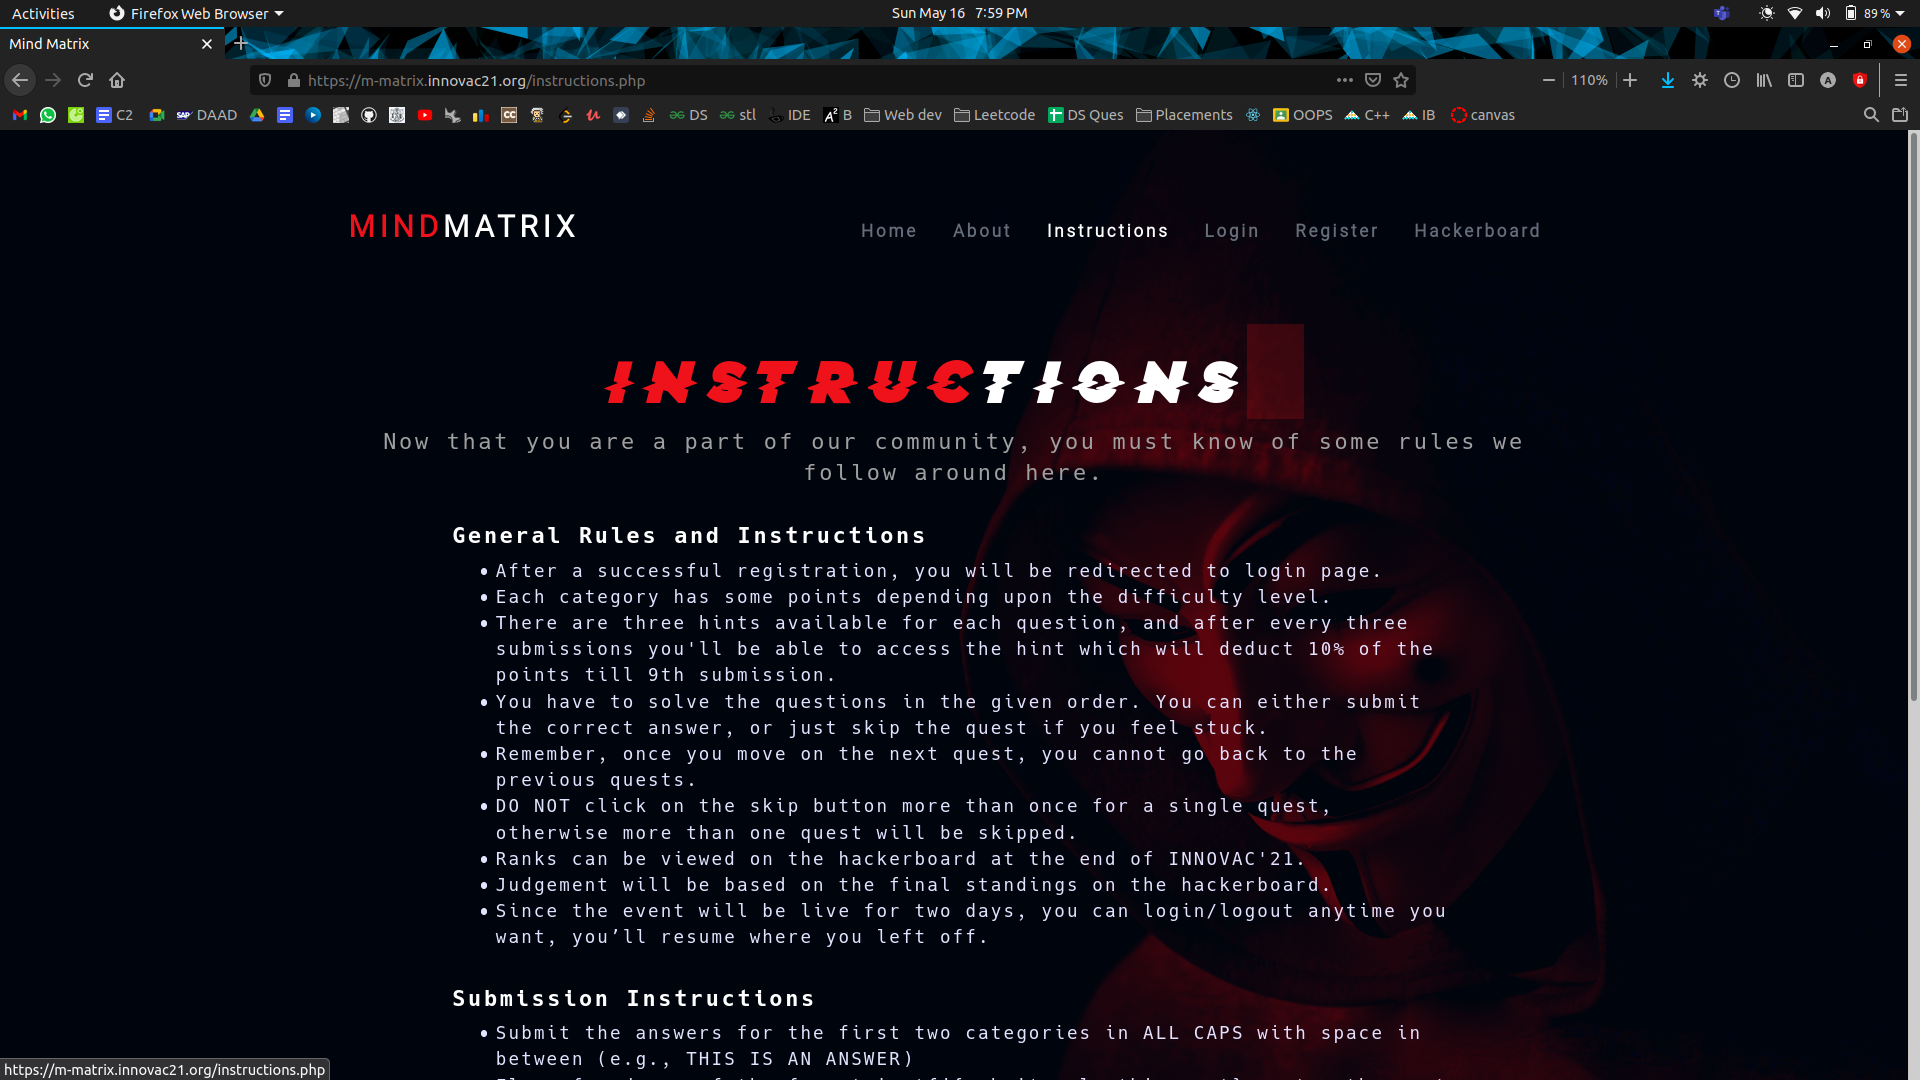 Activities Firefox Web Browser Sun May 16 7:59 PM 89 %
Mind Matrix
https://m-matrix.innovac21.org/instructions.php 110%
C2 DAAD DS stl IDE B Web dev Leetcode DS Ques Placements OOPS C++ IB canvas
MINDMATRIX Home About Instructions Login Register Hackerboard
INSTRUCTIONS
Now that you are a part of our community, you must know of some rules we
follow around here.
General Rules and Instructions
•After a successful registration, you will be redirected to login page.
•Each category has some points depending upon the difficulty level.
•There are three hints available for each question, and after every three
submissions you'll be able to access the hint which will deduct 10% of the
points till 9th submission.
•You have to solve the questions in the given order. You can either submit
the correct answer, or just skip the quest if you feel stuck.
•Remember, once you move on the next quest, you cannot go back to the
previous quests.
•DO NOT click on the skip button more than once for a single quest,
otherwise more than one quest will be skipped.
•Ranks can be viewed on the hackerboard at the end of INNOVAC'21.
•Judgement will be based on the final standings on the hackerboard.
•Since the event will be live for two days, you can login/logout anytime you
want, you’ll resume where you left off.
Submission Instructions
•Submit the answers for the first two categories in ALL CAPS with space in
between (e.g., THIS IS AN ANSWER)
https://m-matrix.innovac21.org/instructions.php